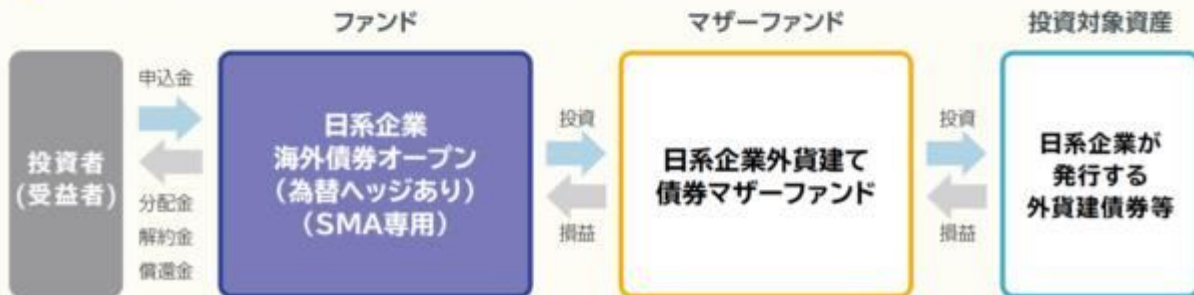 ファンド
マザーファンド
投資対象資産
投資者
(受益者)
申込金
分配金
解約金
償還金
日系企業
海外債券オープン
(為替ヘッジあり)
(SMA専用)
投資
損益
日系企業外貨建て
債券マザーファンド
投資
損益
日系企業が
発行する
外貨建債券等